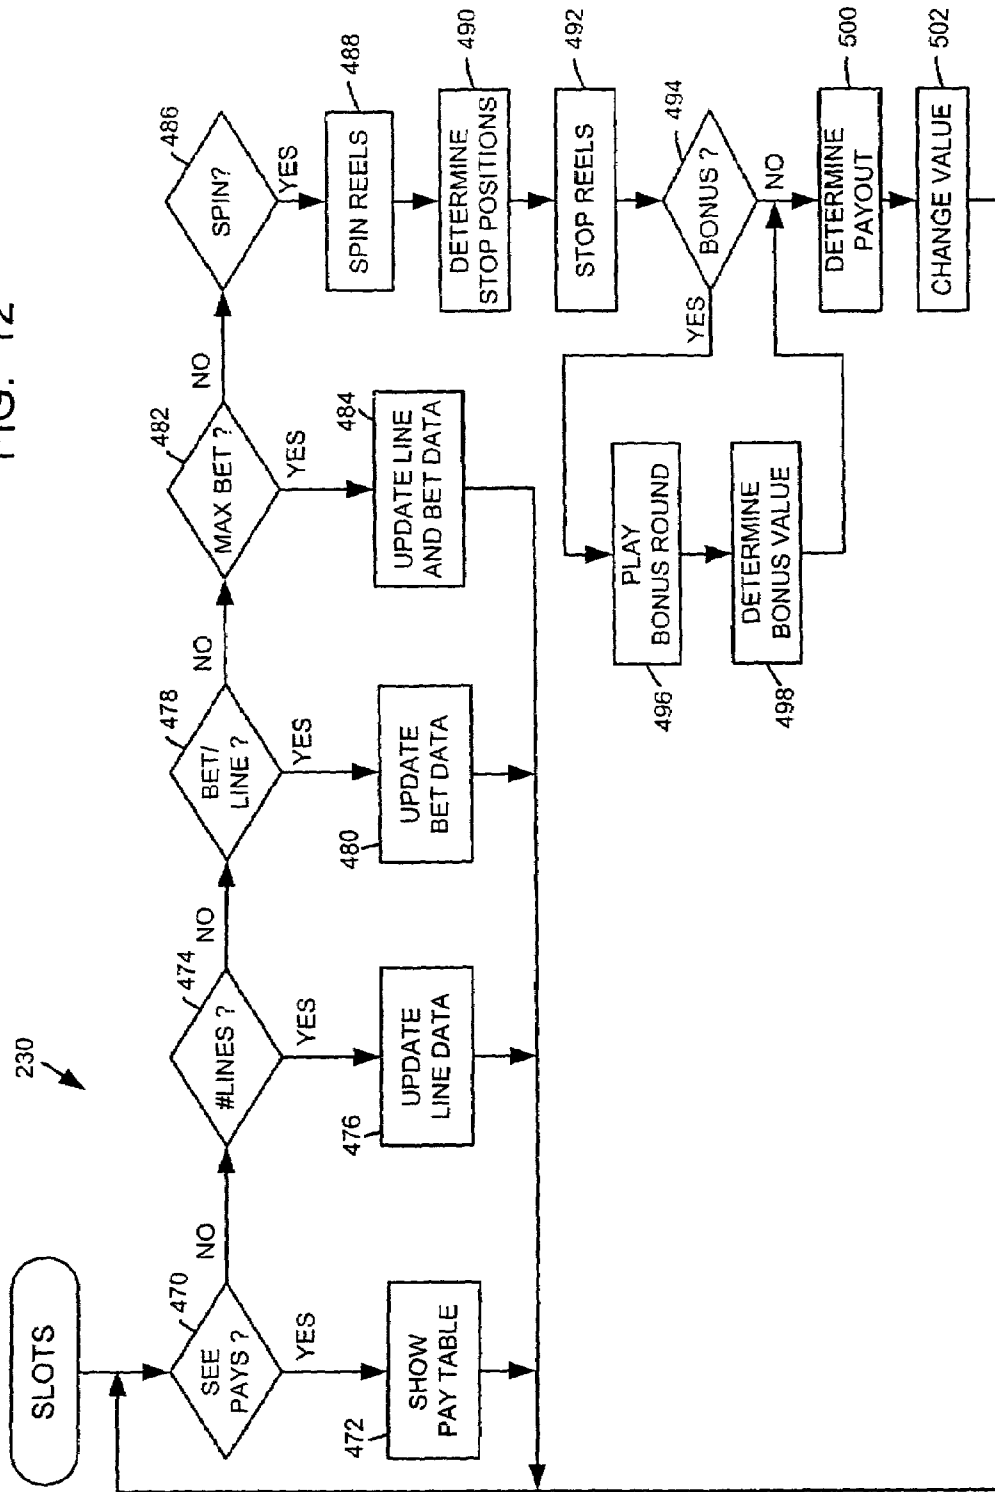 FIG. 12
230
SLOTS
470
SEE
PAYS ?
NO
YES
472
SHOW
PAY TABLE
474
#LINES ?
NO
YES
476
UPDATE
LINE DATA
478
BET/
LINE ?
NO
YES
480
UPDATE
BET DATA
482
MAX BET ?
NO
YES
484
UPDATE LINE
AND BET DATA
486
SPIN?
YES
488
SPIN REELS
490
DETERMINE
STOP POSITIONS
492
STOP REELS
494
BONUS ?
YES
NO
496
PLAY
BONUS ROUND
498
DETERMINE
BONUS VALUE
500
DETERMINE
PAYOUT
502
CHANGE VALUE